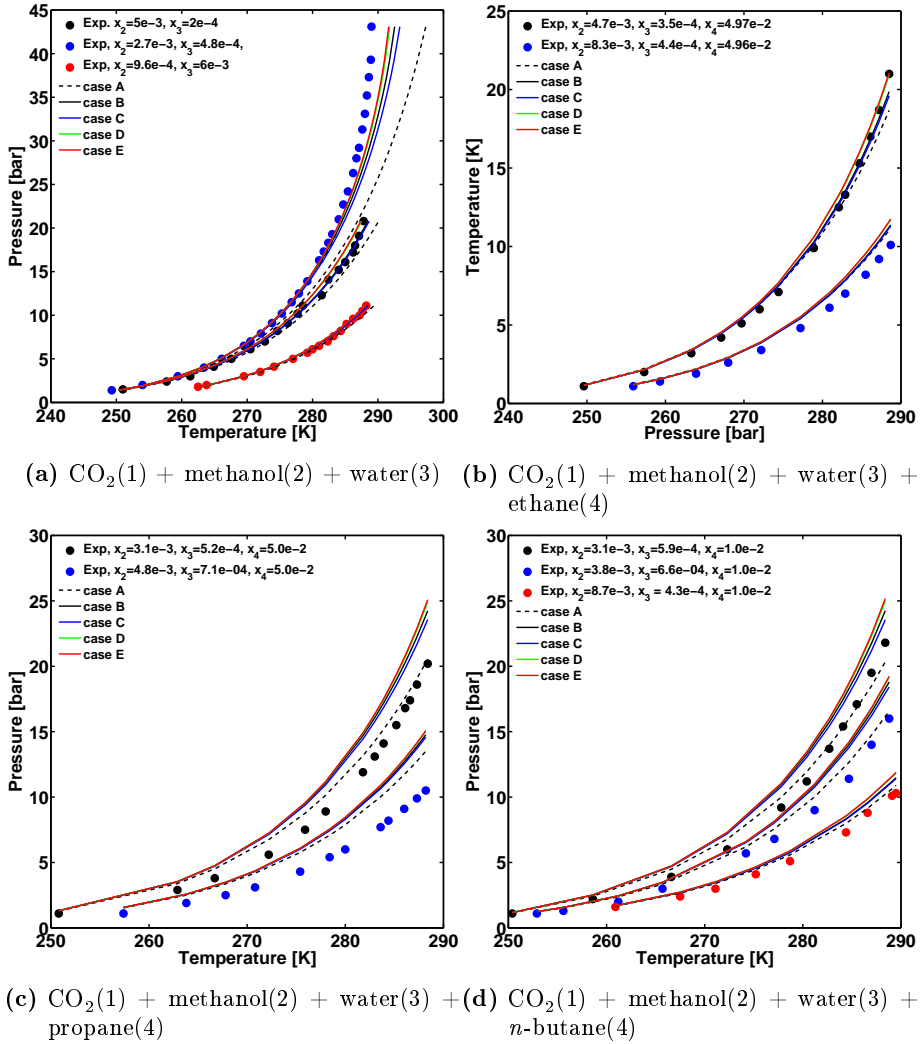 45
40
35
30
25
20
15
10
5
0
Pressure [bar]
Exp, x2=5e-3, x3=2e-4
Exp, x2=2.7e-3, x3=4.8e-4,
Exp, x2=9.6e-4, x3=6e-3
case A
case B
case C
case D
case E
240 250 260 270 280 290 300
Temperature [K]
(a) CO2(1) + methanol(2) + water(3)
25
20
15
10
5
0
Temperature [K]
Exp, x2=4.7e-3, x3=3.5e-4, x4=4.97e-2
Exp, x2=8.3e-3, x3=4.4e-4, x4=4.96e-2
case A
case B
case C
case D
case E
240 250 260 270 280 290
Pressure [bar]
(b) CO2(1) + methanol(2) + water(3) +
ethane(4)
30
25
20
15
10
5
0
Pressure [bar]
Exp, x2=3.1e-3, x3=5.2e-4, x4=5.0e-2
Exp, x2=4.8e-3, x3=7.1e-04, x4=5.0e-2
case A
case B
case C
case D
case E
250 260 270 280 290
Temperature [K]
(c) CO2(1) + methanol(2) + water(3) +
propane(4)
30
25
20
15
10
5
0
Pressure [bar]
Exp, x2=3.1e-3, x3=5.9e-4, x4=1.0e-2
Exp, x2=3.8e-3, x3=6.6e-04, x4=1.0e-2
Exp, x2=8.7e-3, x3 = 4.3e-4, x4=1.0e-2
case A
case B
case C
case D
case E
250 260 270 280 290
Temperature [K]
(d) CO2(1) + methanol(2) + water(3) +
n-butane(4)